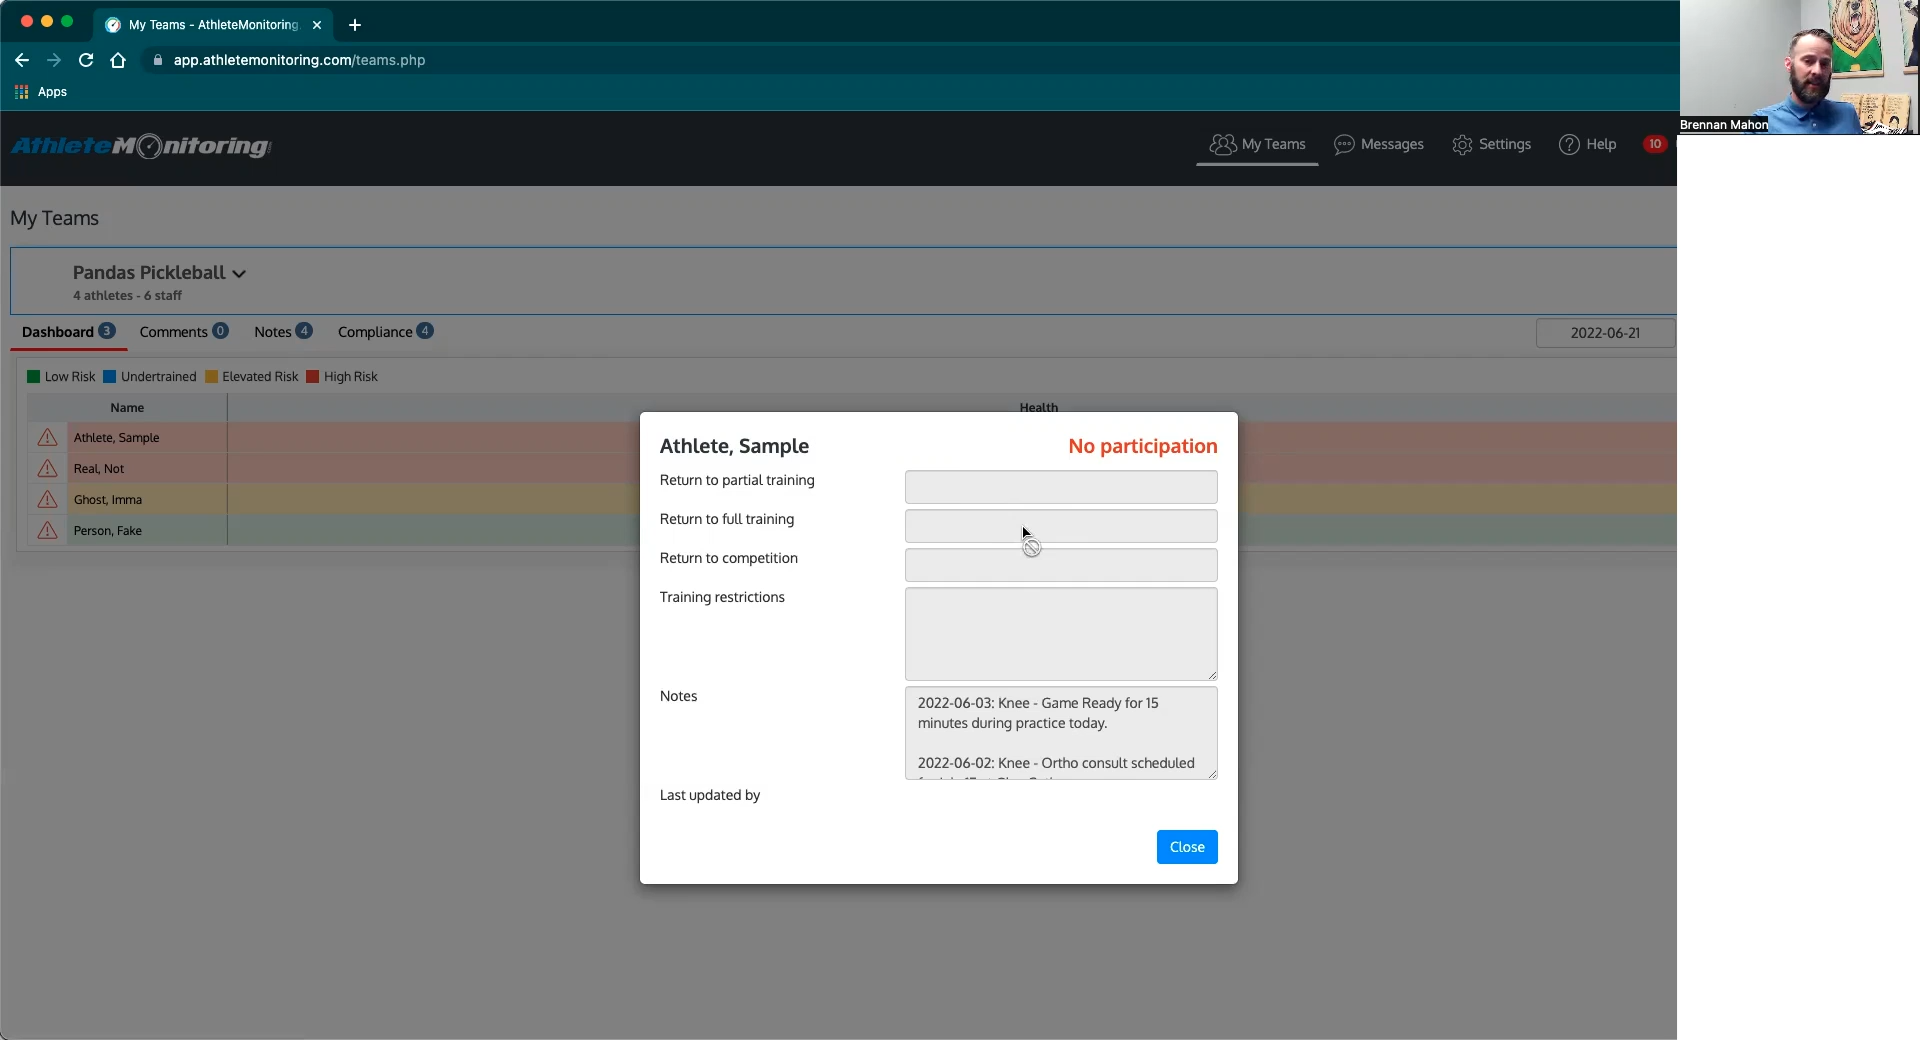 My Teams - AthleteMonitoring
app.athletemonitoring.com/teams.php
Apps
Brennan Mahon
AthleteMonitoring
My Teams
Messages
Settings
Help
10
My Teams
Pandas Pickleball
4 athletes - 6 staff
Dashboard 3
Comments 0
Notes 4
Compliance 4
2022-06-21
Low Risk
Undertrained
Elevated Risk
High Risk
Name
Health
Athlete, Sample
Real, Not
Ghost, Imma
Person, Fake
Athlete, Sample
No participation
Return to partial training
Return to full training
Return to competition
Training restrictions
Notes
2022-06-03: Knee - Game Ready for 15
minutes during practice today.
2022-06-02: Knee - Ortho consult scheduled
Last updated by
Close